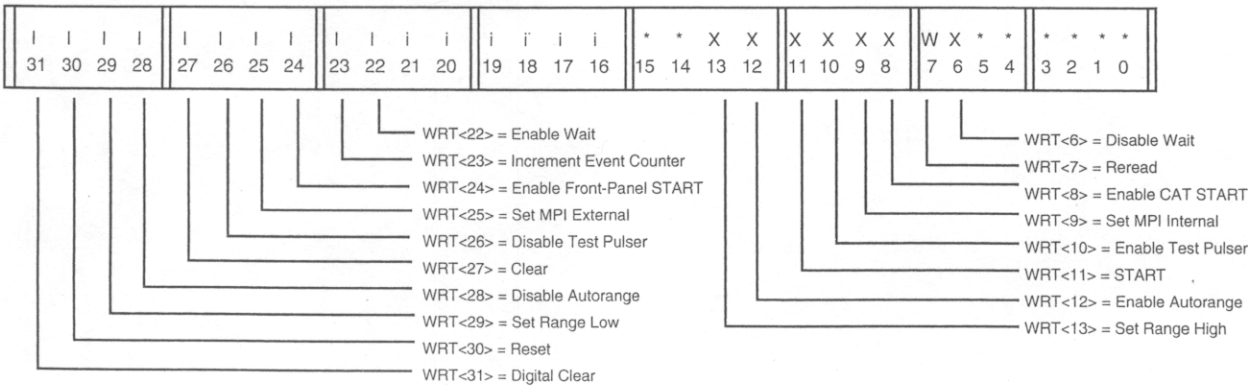 I I I I I I I I I I i i i i i i * * X X X X X X W X * * * * * *
31 30 29 28 27 26 25 24 23 22 21 20 19 18 17 16 15 14 13 12 11 10 9 8 7 6 5 4 3 2 1 0
WRT<22> = Enable Wait
WRT<23> = Increment Event Counter
WRT<24> = Enable Front-Panel START
WRT<25> = Set MPI External
WRT<26> = Disable Test Pulser
WRT<27> = Clear
WRT<28> = Disable Autorange
WRT<29> = Set Range Low
WRT<30> = Reset
WRT<31> = Digital Clear
WRT<6> = Disable Wait
WRT<7> = Reread
WRT<8> = Enable CAT START
WRT<9> = Set MPI Internal
WRT<10> = Enable Test Pulser
WRT<11> = START
WRT<12> = Enable Autorange
WRT<13> = Set Range High